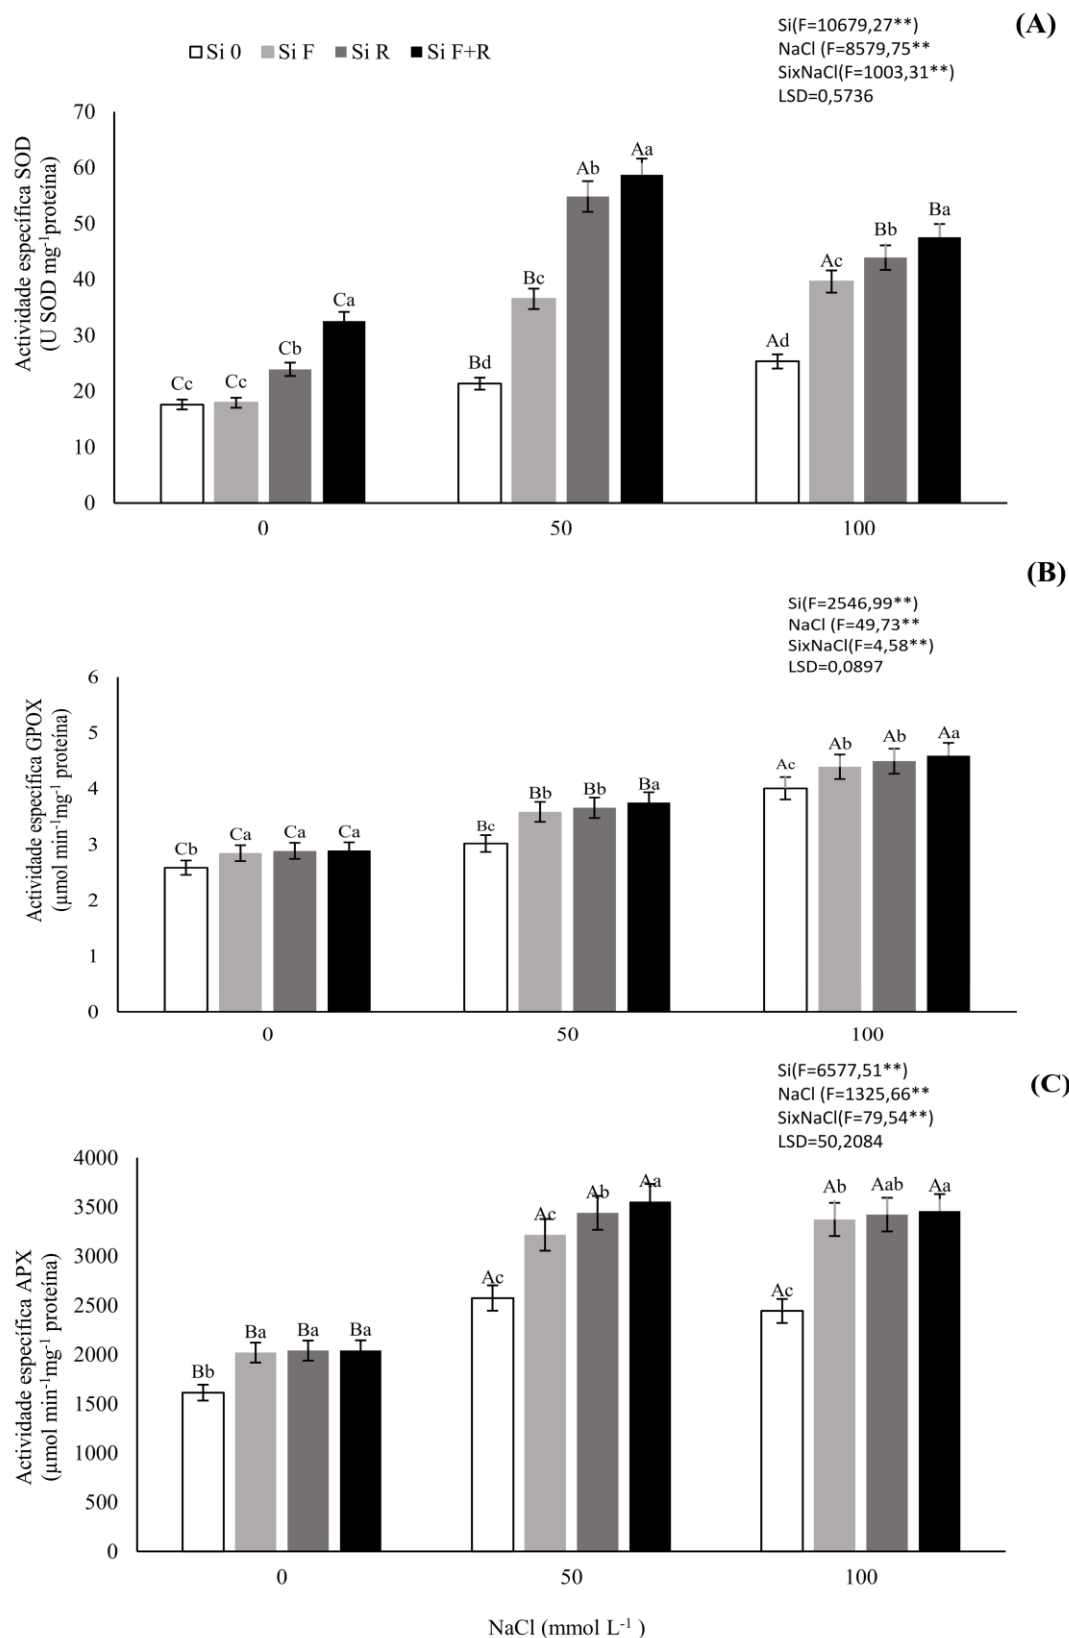 (A)
Si(F=10679,27**)
NaCl (F=8579,75**
SixNaCl(F=1003,31**)
LSD=0,5736
Si 0 Si F Si R Si F+R
Actividade específica SOD
(U SOD mg-1proteína)
70
60
50
40
30
20
10
0
Cc Cc Cb Ca
Bd Bc Ab Aa
Ad Ac Bb Ba
0 50 100
(B)
Si(F=2546,99**)
NaCl (F=49,73**
SixNaCl(F=4,58**)
LSD=0,0897
Actividade específica GPOX
(µmol min-1mg-1 proteína)
6
5
4
3
2
1
0
Cb Ca Ca Ca
Bc Bb Bb Ba
Ac Ab Ab Aa
0 50 100
(C)
Si(F=6577,51**)
NaCl (F=1325,66**
SixNaCl(F=79,54**)
LSD=50,2084
Actividade específica APX
(µmol min-1mg-1 proteína)
4000
3500
3000
2500
2000
1500
1000
500
0
Bb Ba Ba Ba
Ac Ac Ab Aa
Ac Ab Aab Aa
0 50 100
NaCl (mmol L-1 )